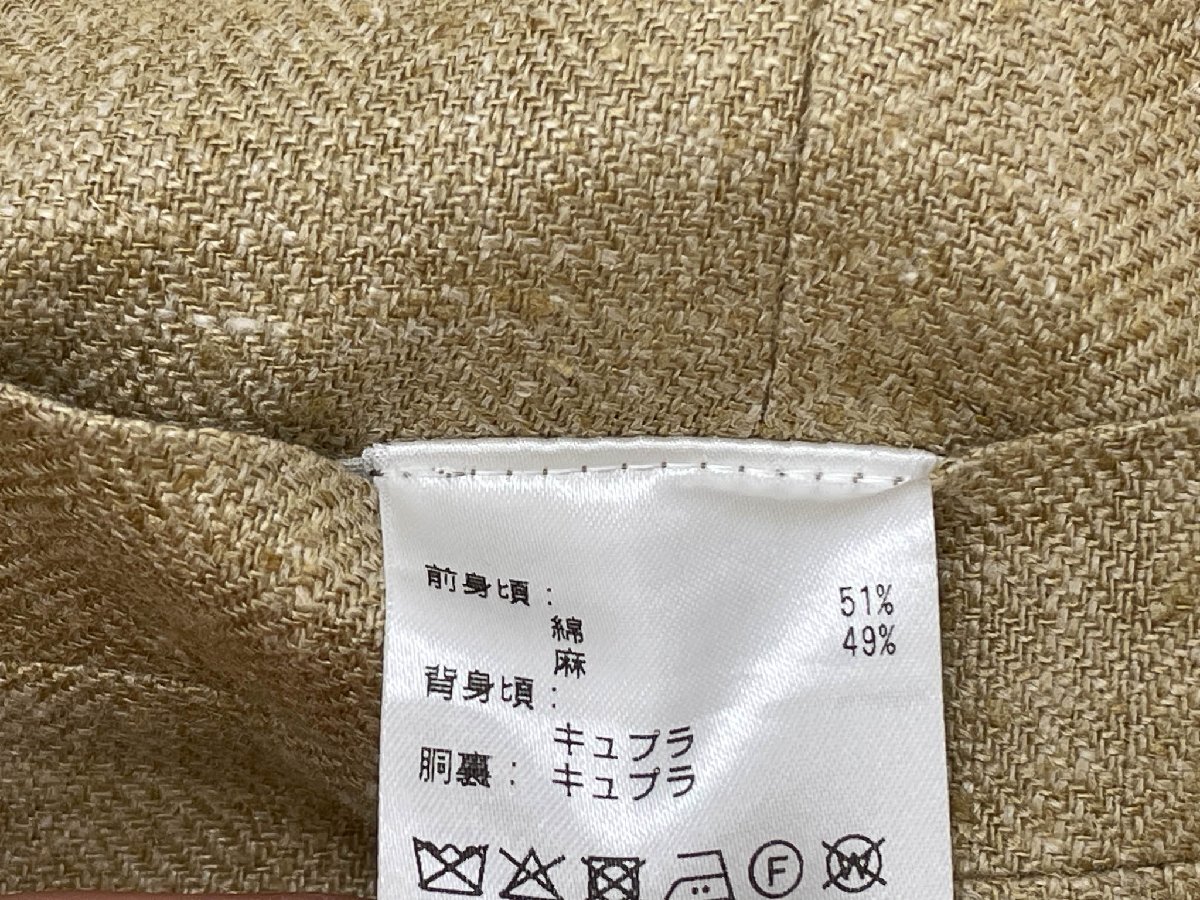 前身頃：
綿 51%
麻 49%
背身頃：
キュプラ
胴裏： キュプラ
F W